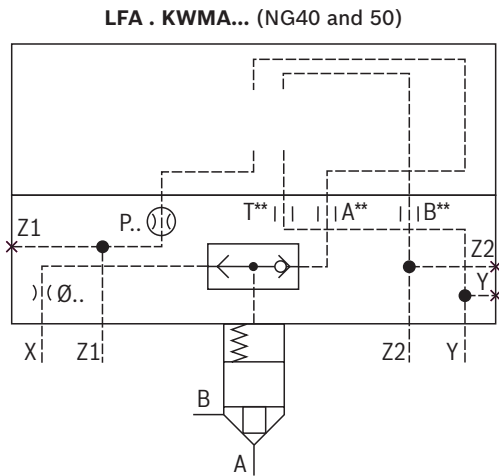 LFA . KWMA... (NG40 and 50)
P.. T** A** B**
Z1 Z2
Y
Ø..
X Z1 Z2 Y
B
A